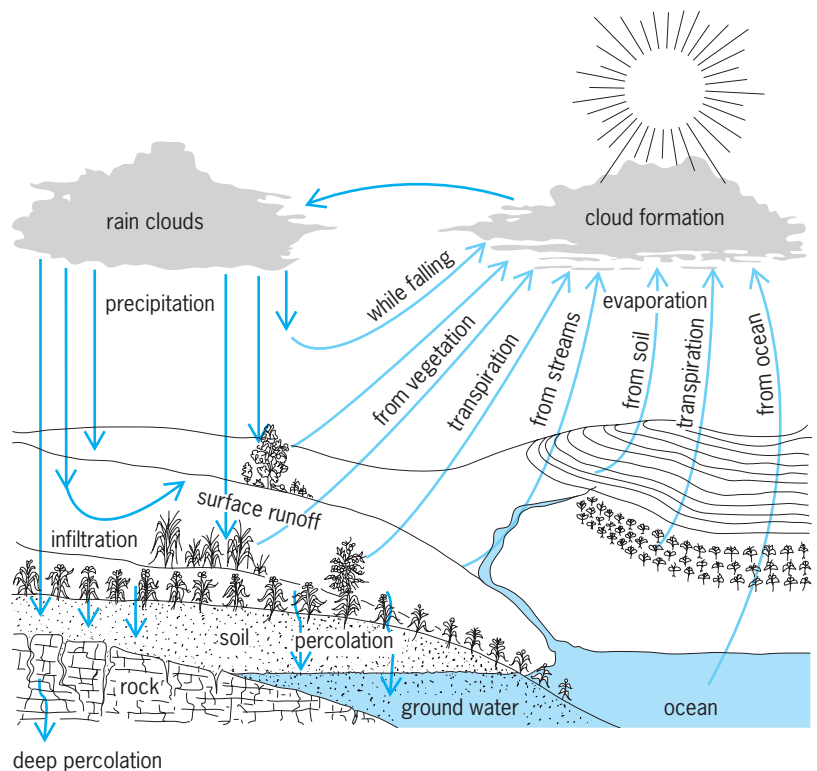 rain clouds
cloud formation
precipitation
while falling
evaporation
from vegetation
transpiration
from streams
from soil
transpiration
from ocean
surface runoff
infiltration
soil
percolation
rock
ground water
ocean
deep percolation